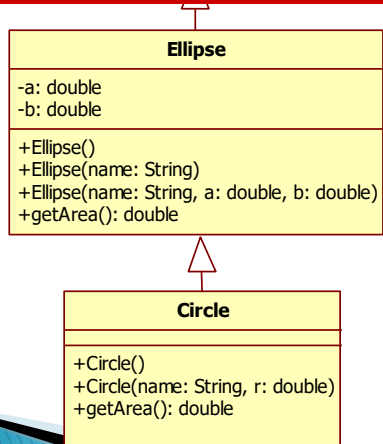 Ellipse
-a: double
-b: double
+Ellipse()
+Ellipse(name: String)
+Ellipse(name: String, a: double, b: double)
+getArea(): double
Circle
+Circle()
+Circle(name: String, r: double)
+getArea(): double